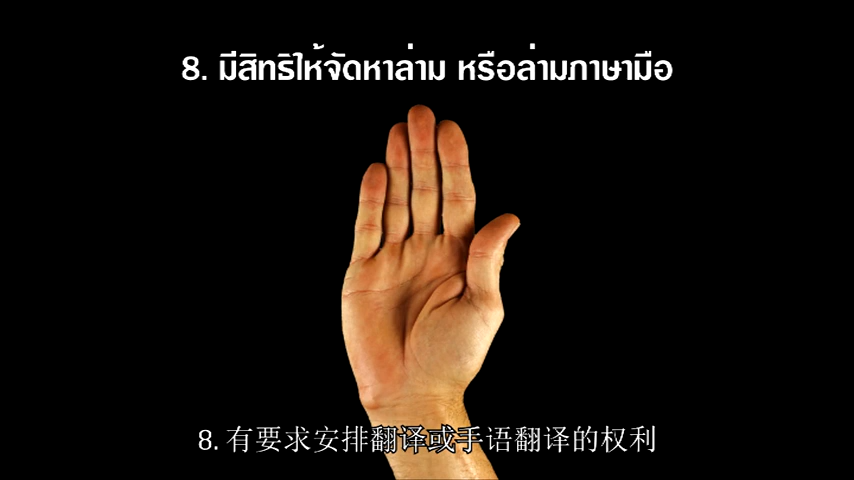 8. มีสิทธิให้จัดหาล่าม หรือล่ามภาษามือ
8. 有要求安排翻译或手语翻译的权利